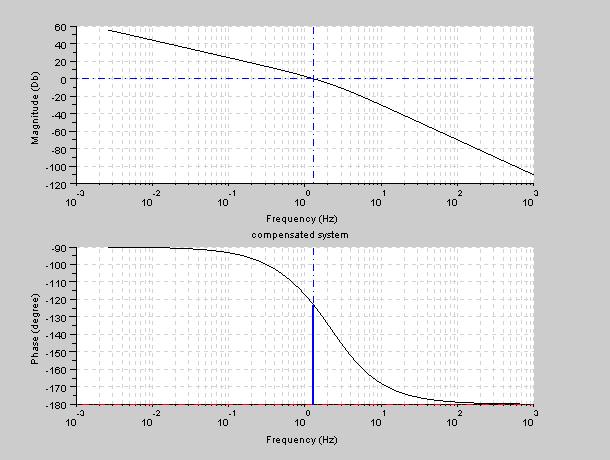 60
40
20
0
-20
-40
-60
-80
-100
-120
Magnitude (Db)
10^-3 10^-2 10^-1 10^0 10^1 10^2 10^3
Frequency (Hz)
compensated system
-90
-100
-110
-120
-130
-140
-150
-160
-170
-180
Phase (degree)
10^-3 10^-2 10^-1 10^0 10^1 10^2 10^3
Frequency (Hz)